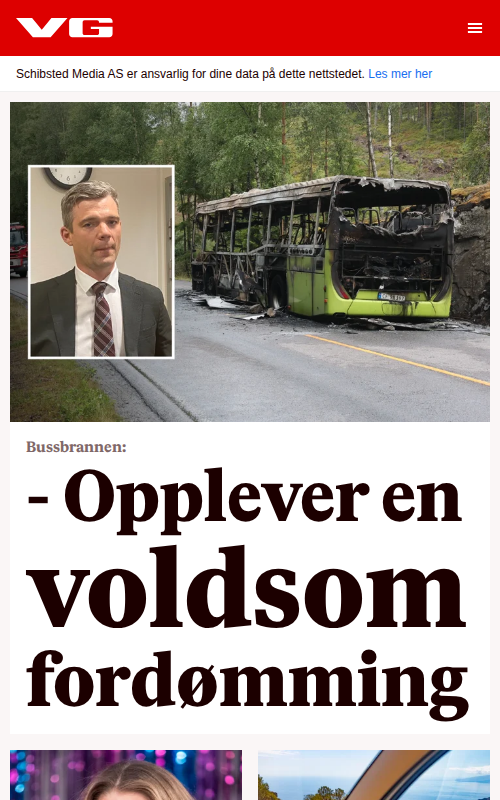 VG
Schibsted Media AS er ansvarlig for dine data på dette nettstedet. Les mer her
Bussbrannen:
- Opplever en
voldsom
fordømming